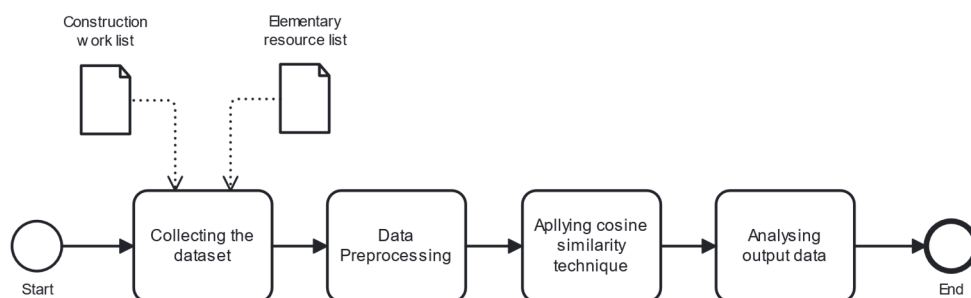 Construction
work list
Elementary
resource list
Collecting the
dataset
Data
Preprocessing
Apllying cosine
similarity
technique
Analysing
output data
Start
End